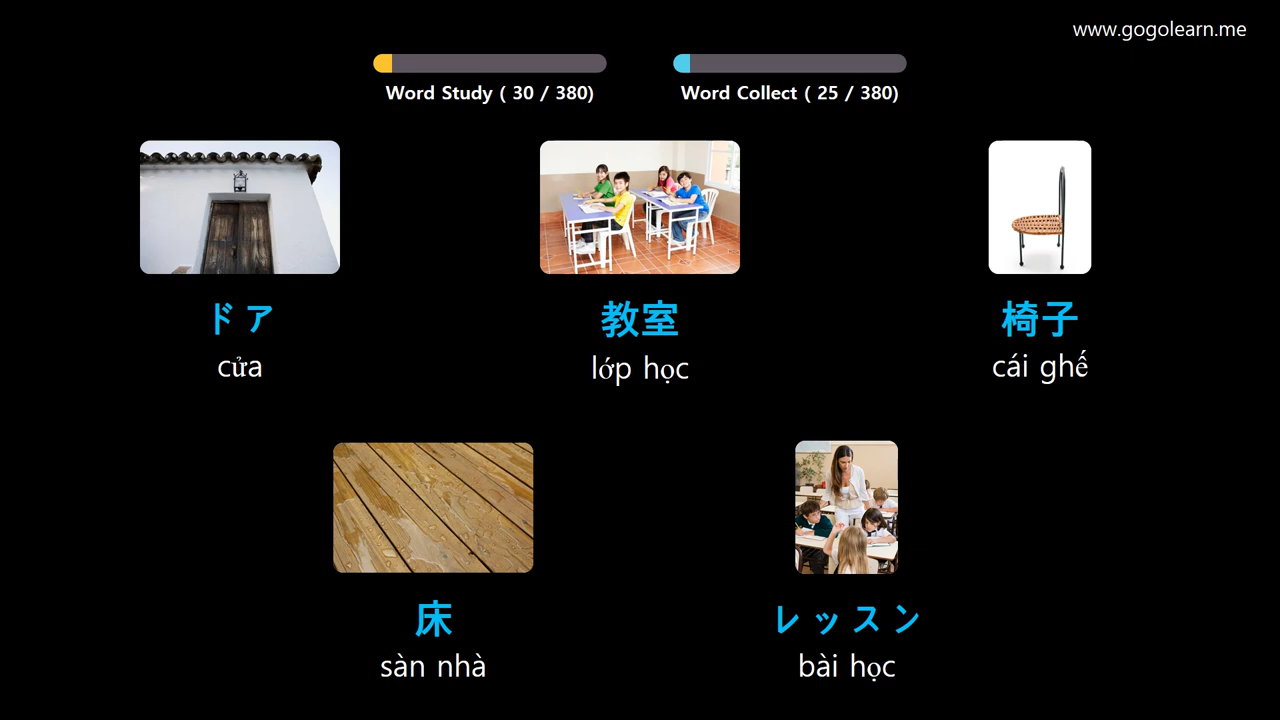 www.gogolearn.me
Word Study ( 30 / 380)
Word Collect ( 25 / 380)
ドア
cửa
教室
lớp học
椅子
cái ghế
床
sàn nhà
レッスン
bài học